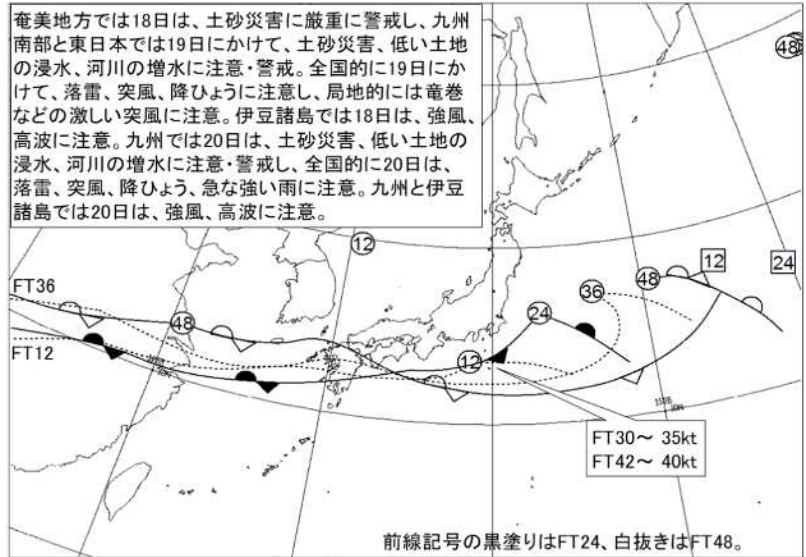 奄美地方では18日は、土砂災害に厳重に警戒し、九州
南部と東日本では19日にかけて、土砂災害、低い土地
の浸水、河川の増水に注意・警戒。全国的に19日にか
けて、落雷、突風、降ひょうに注意し、局地的には竜巻
などの激しい突風に注意。伊豆諸島では18日は、強風、
高波に注意。九州では20日は、土砂災害、低い土地の
浸水、河川の増水に注意・警戒し、全国的に20日は、
落雷、突風、降ひょう、急な強い雨に注意。九州と伊豆
諸島では20日は、強風、高波に注意。
48
12
12
24
FT36
48
36
48
24
FT12
12
FT30～ 35kt
FT42～ 40kt
前線記号の黒塗りはFT24、白抜きはFT48。